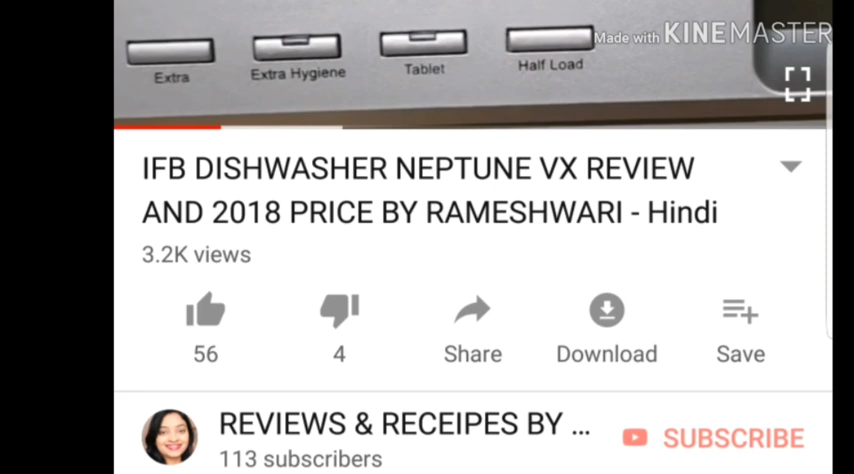 Made with KINEMASTER
Extra
Extra Hygiene
Tablet
Half Load
IFB DISHWASHER NEPTUNE VX REVIEW
AND 2018 PRICE BY RAMESHWARI - Hindi
3.2K views
56
4
Share
Download
Save
REVIEWS & RECEIPES BY ...
SUBSCRIBE
113 subscribers